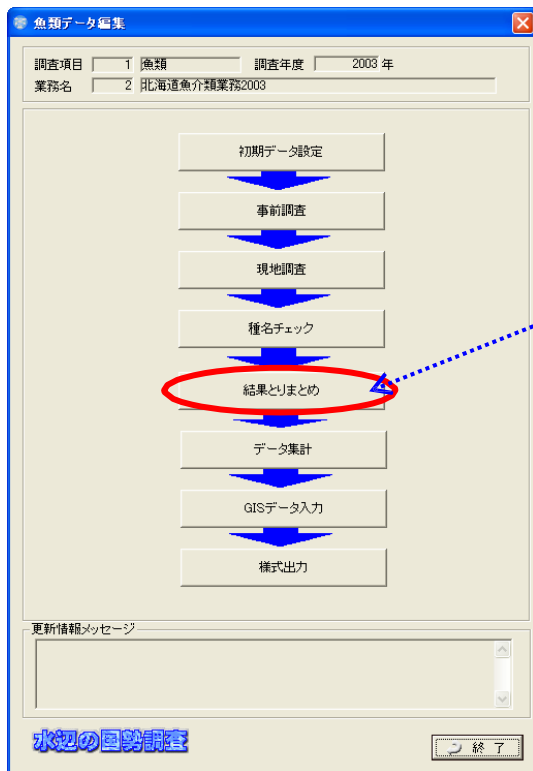 魚類データ編集
調査項目 1 魚類 調査年度 2003 年
業務名 2 北海道魚介類業務2003
初期データ設定
事前調査
現地調査
種名チェック
結果とりまとめ
データ集計
GISデータ入力
様式出力
更新情報メッセージ
水辺の国勢調査
終 了